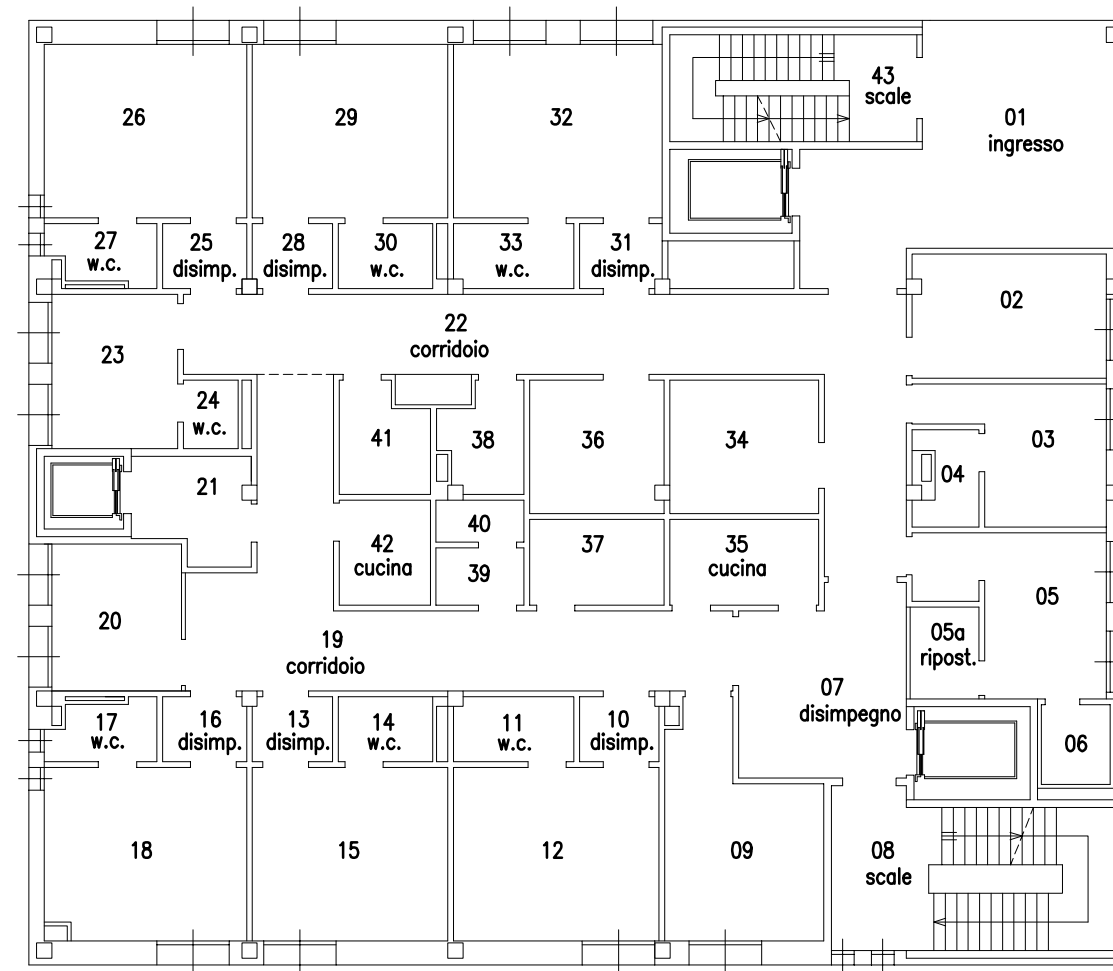 43
scale
01
ingresso
26
29
32
27
w.c.
25
disimp.
28
disimp.
30
w.c.
33
w.c.
31
disimp.
02
22
corridoio
23
24
w.c.
41
38
36
34
03
04
21
40
42
cucina
39
37
35
cucina
05
20
19
corridoio
05a
ripost.
07
disimpegno
17
w.c.
16
disimp.
13
disimp.
14
w.c.
11
w.c.
10
disimp.
06
18
15
12
09
08
scale